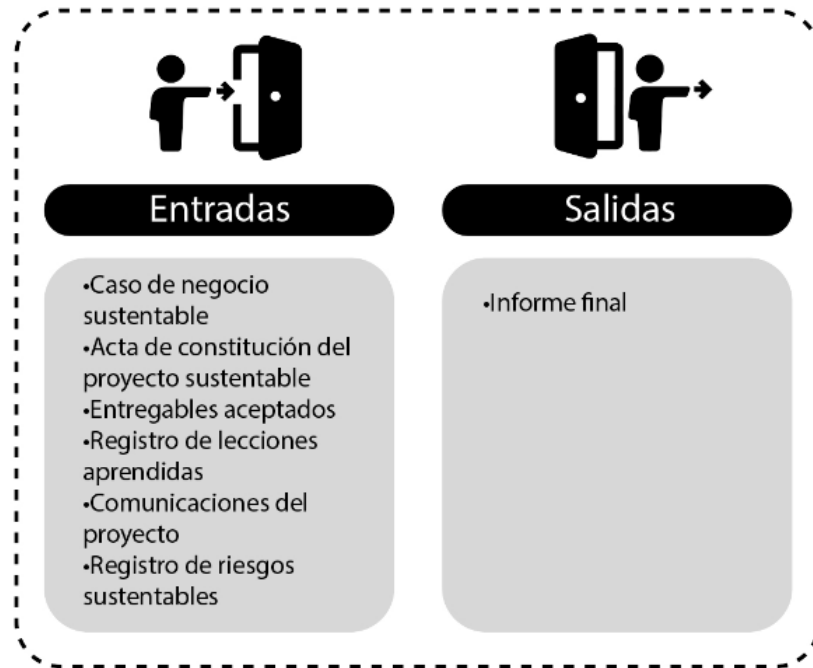 Entradas
•Caso de negocio
sustentable
•Acta de constitución del
proyecto sustentable
•Entregables aceptados
•Registro de lecciones
aprendidas
•Comunicaciones del
proyecto
•Registro de riesgos
sustentables
Salidas
•Informe final